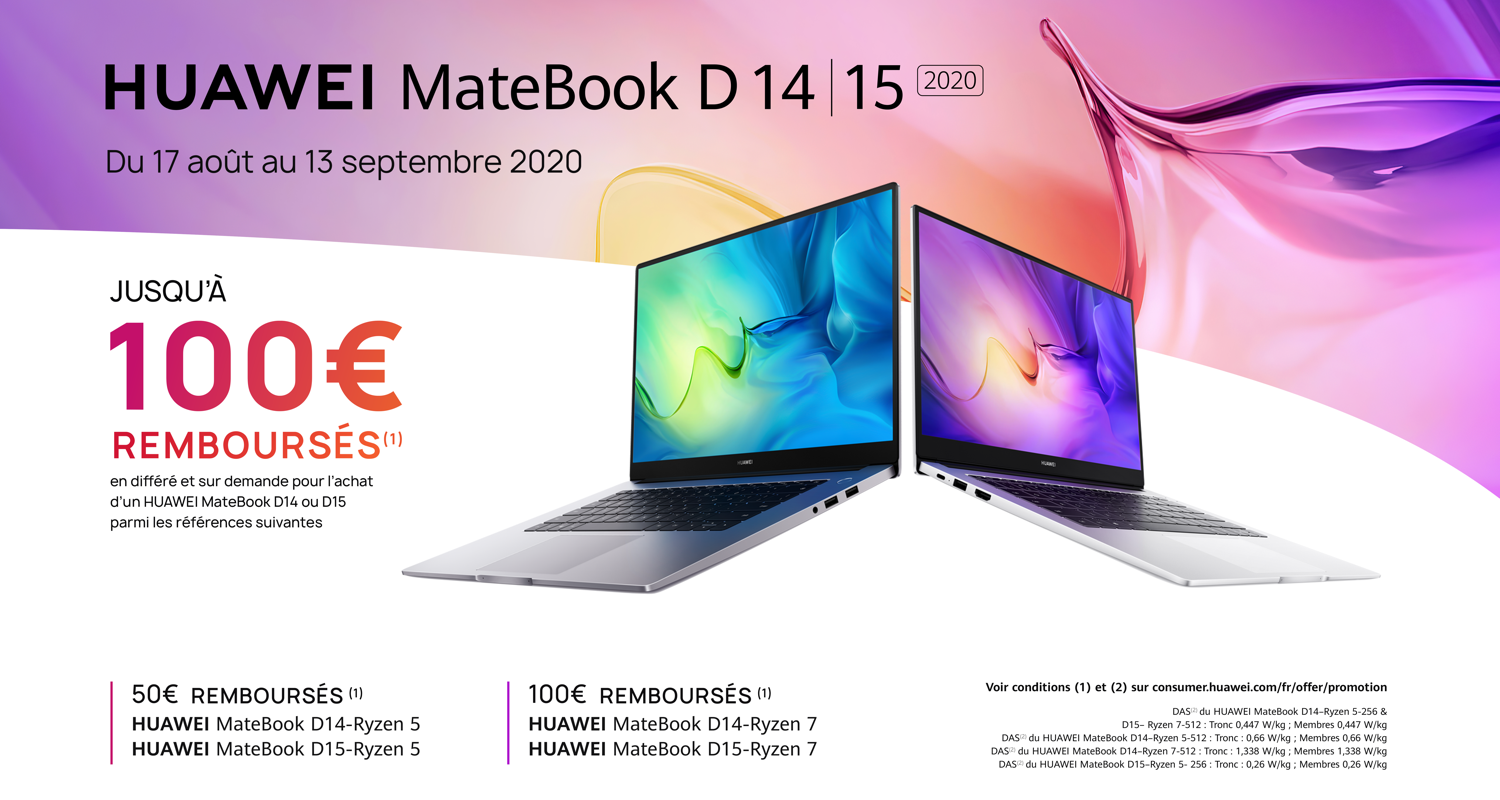 HUAWEI MateBook D 14 | 15 2020
Du 17 août au 13 septembre 2020
JUSQU'À
100€
REMBOURSÉS(1)
en différé et sur demande pour l'achat
d'un HUAWEI MateBook D14 ou D15
parmi les références suivantes
HUAWEI
HUAWEI
50€ REMBOURSÉS (1)
HUAWEI MateBook D14-Ryzen 5
HUAWEI MateBook D15-Ryzen 5
100€ REMBOURSÉS (1)
HUAWEI MateBook D14-Ryzen 7
HUAWEI MateBook D15-Ryzen 7
Voir conditions (1) et (2) sur consumer.huawei.com/fr/offer/promotion
DAS(2) du HUAWEI MateBook D14–Ryzen 5-256 &
D15– Ryzen 7-512 : Tronc 0,447 W/kg ; Membres 0,447 W/kg
DAS(2) du HUAWEI MateBook D14–Ryzen 5-512 : Tronc : 0,66 W/kg ; Membres 0,66 W/kg
DAS(2) du HUAWEI MateBook D14–Ryzen 7-512 : Tronc : 1,338 W/kg ; Membres 1,338 W/kg
DAS(2) du HUAWEI MateBook D15–Ryzen 5- 256 : Tronc : 0,26 W/kg ; Membres 0,26 W/kg